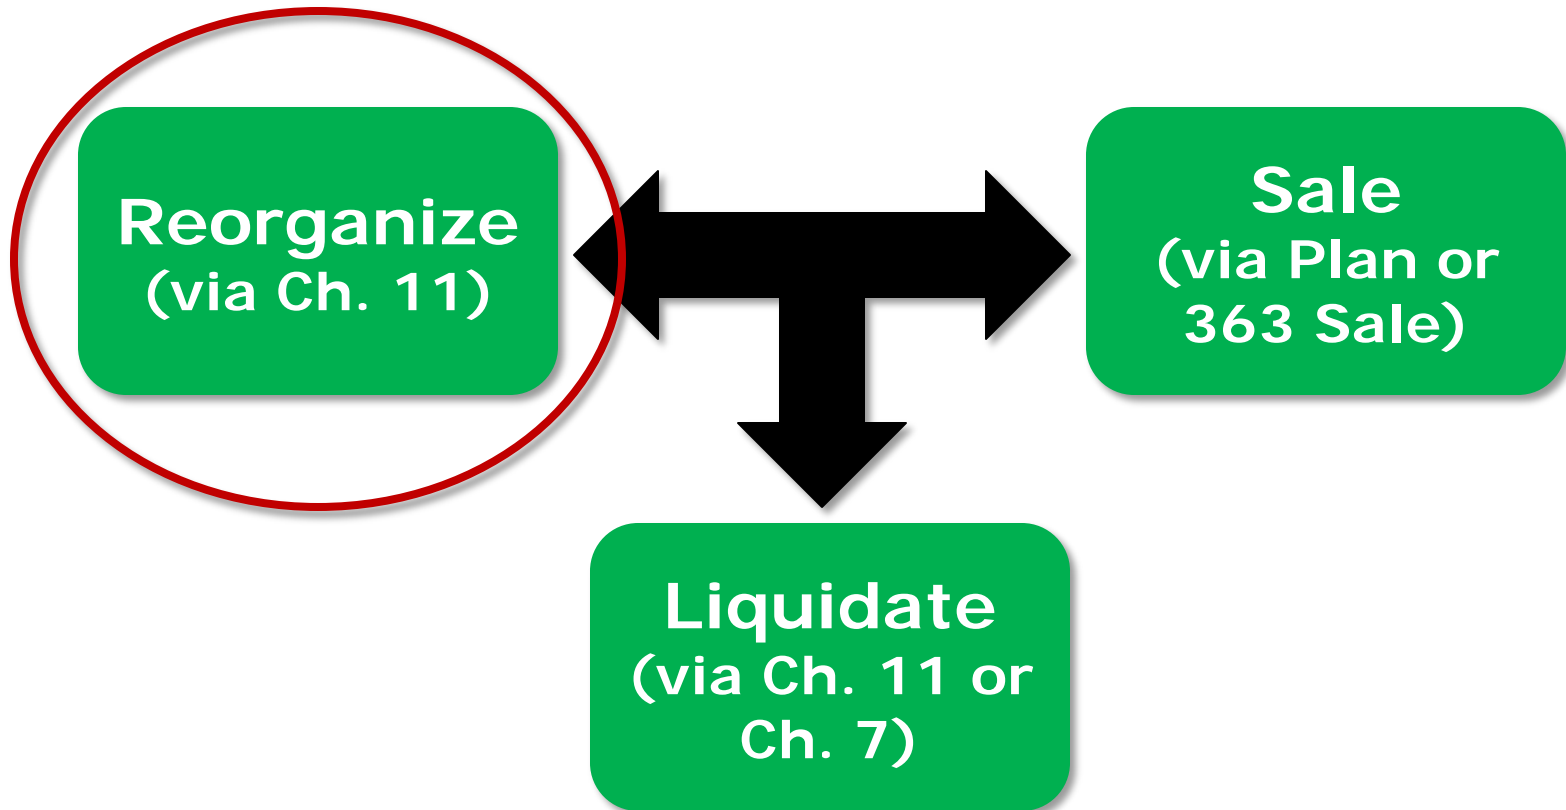 Reorganize
(via Ch. 11)
Sale
(via Plan or
363 Sale)
Liquidate
(via Ch. 11 or
Ch. 7)